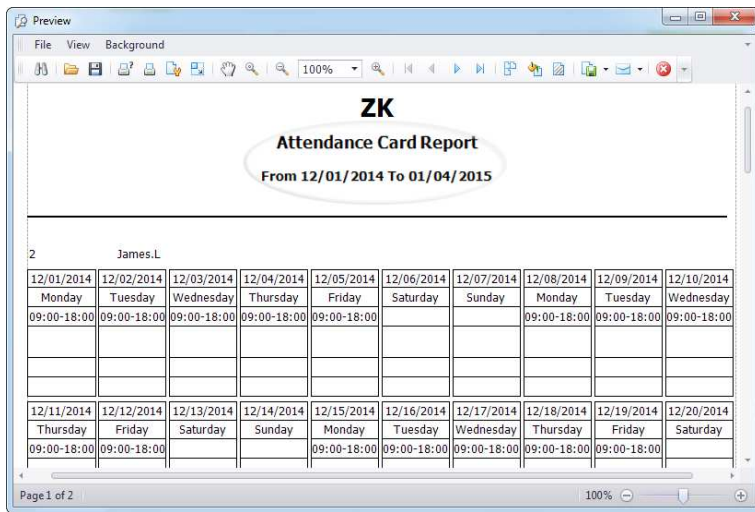 Preview
File View Background
100%
ZK
Attendance Card Report
From 12/01/2014 To 01/04/2015
2 James.L
12/01/2014 12/02/2014 12/03/2014 12/04/2014 12/05/2014 12/06/2014 12/07/2014 12/08/2014 12/09/2014 12/10/2014
Monday Tuesday Wednesday Thursday Friday Saturday Sunday Monday Tuesday Wednesday
09:00-18:00 09:00-18:00 09:00-18:00 09:00-18:00 09:00-18:00 09:00-18:00 09:00-18:00 09:00-18:00
12/11/2014 12/12/2014 12/13/2014 12/14/2014 12/15/2014 12/16/2014 12/17/2014 12/18/2014 12/19/2014 12/20/2014
Thursday Friday Saturday Sunday Monday Tuesday Wednesday Thursday Friday Saturday
09:00-18:00 09:00-18:00 09:00-18:00 09:00-18:00 09:00-18:00 09:00-18:00 09:00-18:00
Page 1 of 2 100%